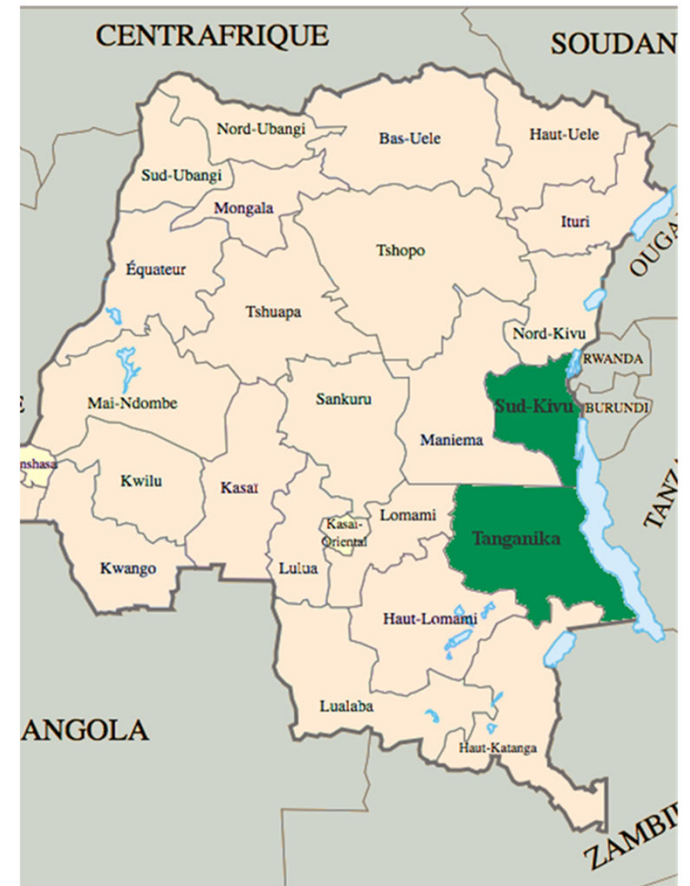 CENTRAFRIQUE
SOUDAN
Nord-Ubangi
Bas-Uele
Haut-Uele
Sud-Ubangi
Mongala
Ituri
Tshopo
OUGA
Équateur
Tshuapa
Nord-Kivu
RWANDA
Sankuru
Mai-Ndombe
Sud-Kivu
BURUNDI
E
Maniema
nshasa
Kwilu
Kasaï
TANZ
Lomami
Kasai-
Oriental
Tanganika
Kwango
Lulua
Haut-Lomami
Lualaba
ANGOLA
Haut-Katanga
ZAMBI